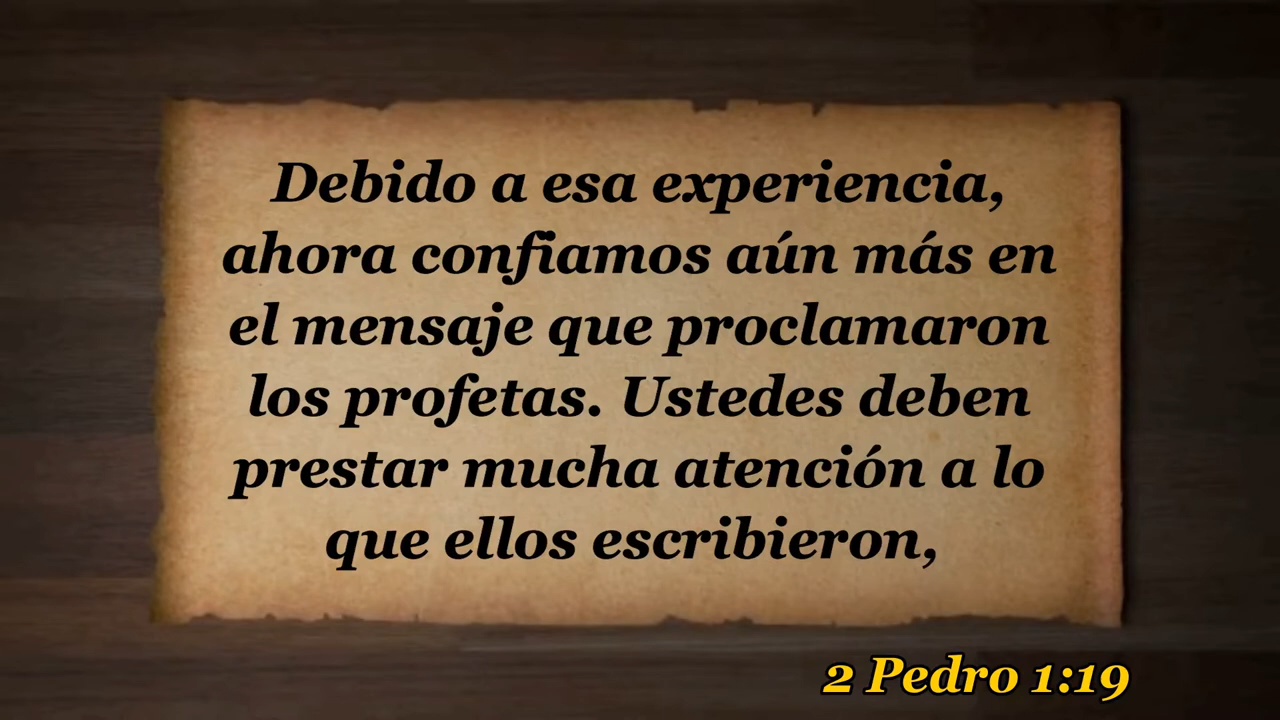 Debido a esa experiencia,
ahora confiamos aún más en
el mensaje que proclamaron
los profetas. Ustedes deben
prestar mucha atención a lo
que ellos escribieron,
2 Pedro 1:19